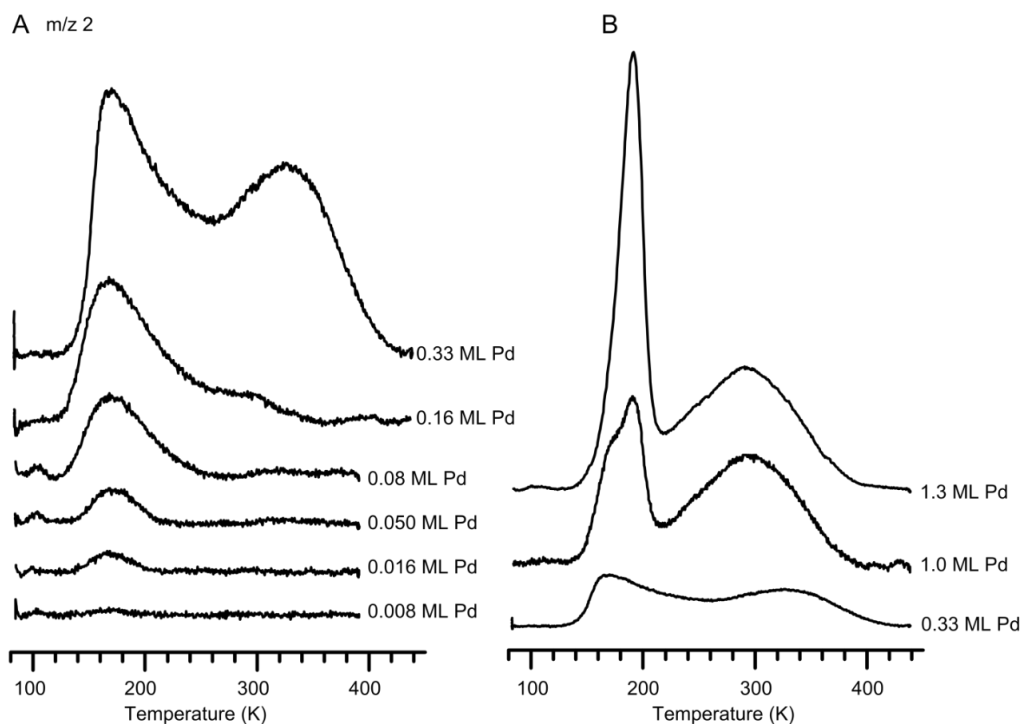 A m/z 2
0.33 ML Pd
0.16 ML Pd
0.08 ML Pd
0.050 ML Pd
0.016 ML Pd
0.008 ML Pd
100 200 300 400
Temperature (K)
B
1.3 ML Pd
1.0 ML Pd
0.33 ML Pd
100 200 300 400
Temperature (K)